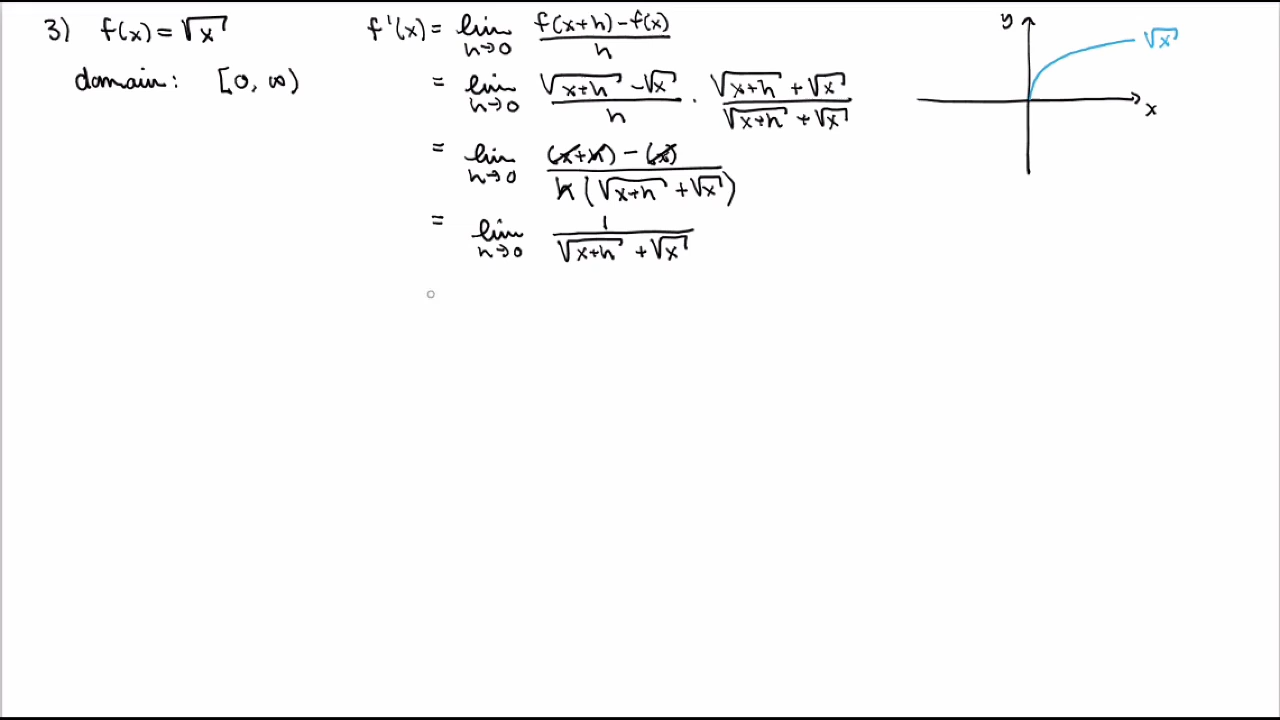 3) f(x) = √x
domain: [0, ∞)
f'(x) = lim h→0 (f(x+h) - f(x))/h
= lim h→0 (√(x+h) - √x)/h · (√(x+h) + √x)/(√(x+h) + √x)
= lim h→0 ((x+h) - (x))/(h(√(x+h) + √x))
= lim h→0 1/(√(x+h) + √x)
y
√x
x